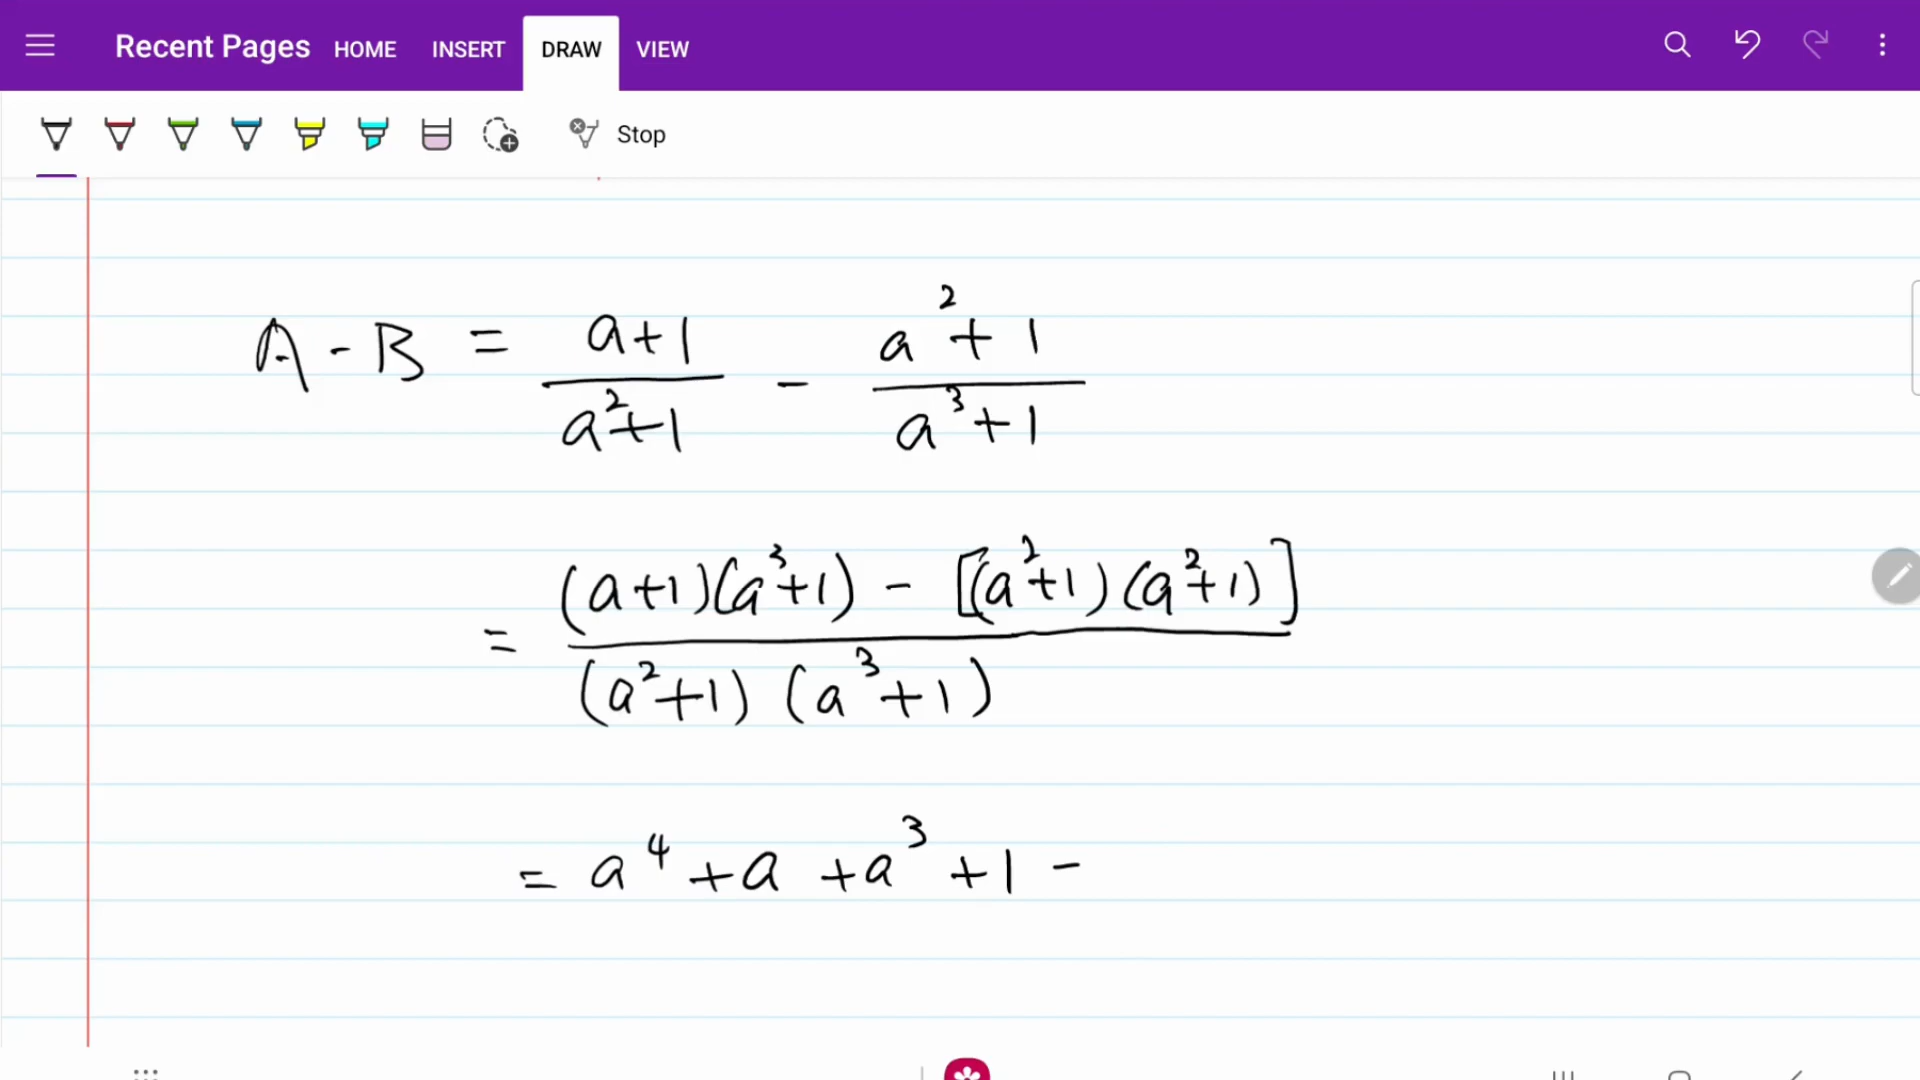 Recent Pages HOME INSERT DRAW VIEW
Stop
A - B = a+1 / a²+1 - a²+1 / a³+1
= (a+1)(a³+1) - [(a²+1)(a²+1)] / (a²+1)(a³+1)
= a⁴ + a + a³ + 1 -